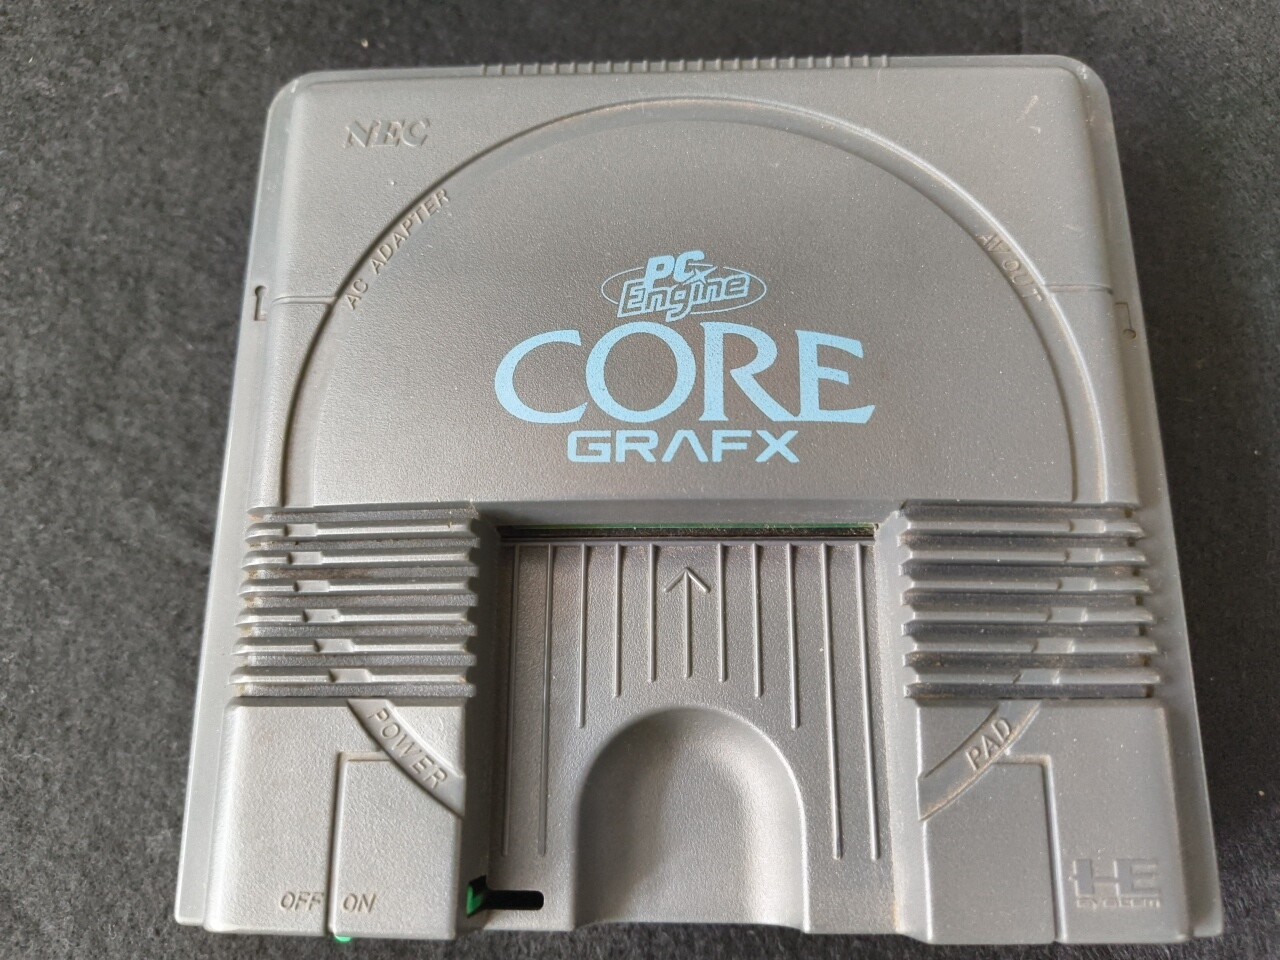 NEC
AC ADAPTER
AV OUT
PC
Engine
CORE
GRAFX
POWER
PAD
OFF ON
HE
SYSTEM